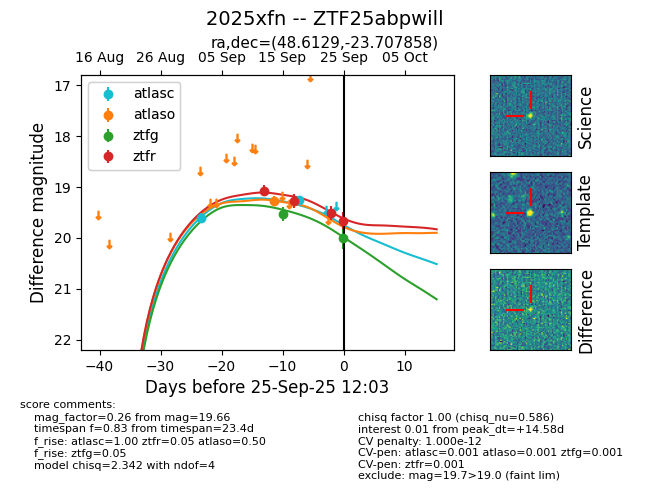 2025xfn -- ZTF25abpwill
ra,dec=(48.6129,-23.707858)
16 Aug 26 Aug 05 Sep 15 Sep 25 Sep 05 Oct
17
18
19
20
21
22
Difference magnitude
atlasc
atlaso
ztfg
ztfr
−40 −30 −20 −10 0 10
Days before 25-Sep-25 12:03
Science
Template
Difference
score comments:
mag_factor=0.26 from mag=19.66
timespan f=0.83 from timespan=23.4d
f_rise: atlasc=1.00 ztfr=0.05 atlaso=0.50
f_rise: ztfg=0.05
model chisq=2.342 with ndof=4
chisq factor 1.00 (chisq_nu=0.586)
interest 0.01 from peak_dt=+14.58d
CV penalty: 1.000e-12
CV-pen: atlasc=0.001 atlaso=0.001 ztfg=0.001
CV-pen: ztfr=0.001
exclude: mag=19.7>19.0 (faint lim)